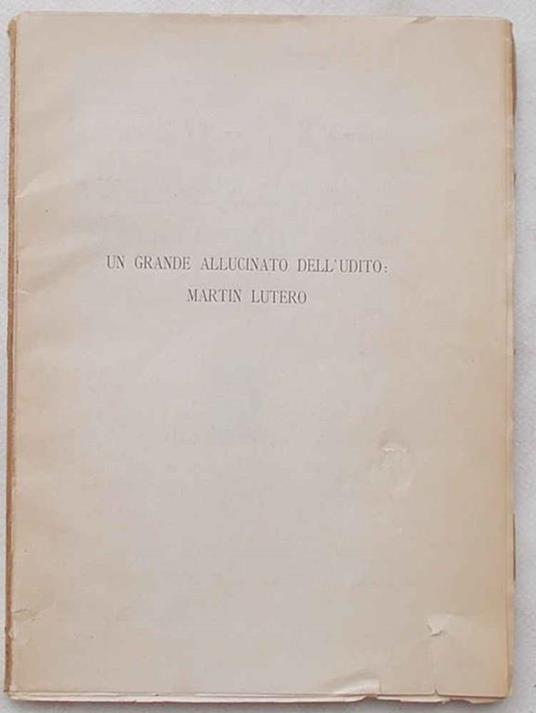 UN GRANDE ALLUCINATO DELL'UDITO:
MARTIN LUTERO